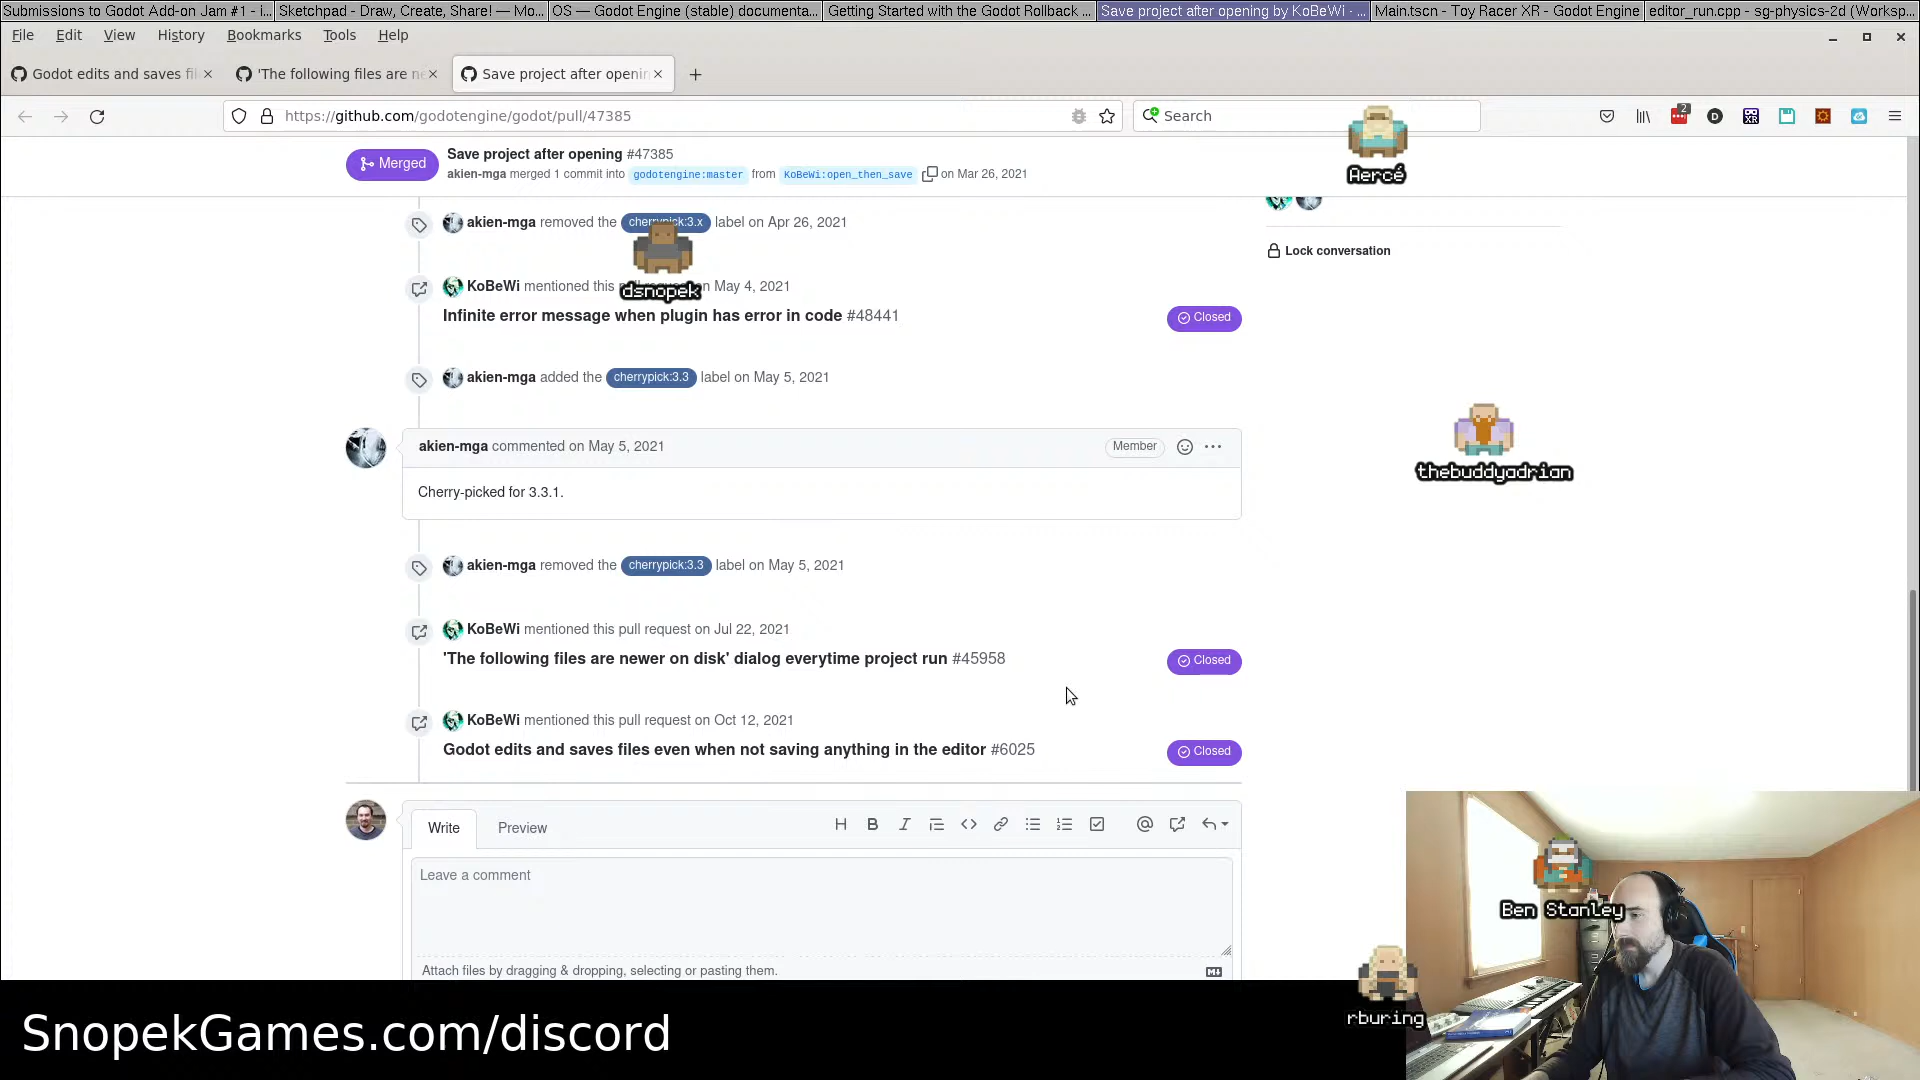 Submissions to Godot Add-on Jam #1 - i...
Sketchpad - Draw, Create, Share! — Mo...
OS — Godot Engine (stable) documenta...
Getting Started with the Godot Rollback ...
Save project after opening by KoBeWi · ...
Main.tscn - Toy Racer XR - Godot Engine
editor_run.cpp - sg-physics-2d (Worksp...
File Edit View History Bookmarks Tools Help
Godot edits and saves fil
'The following files are ne
Save project after openin
https://github.com/godotengine/godot/pull/47385
Search
2
Merged
Save project after opening #47385
akien-mga merged 1 commit into godotengine:master from KoBeWi:open_then_save on Mar 26, 2021
Aercé
akien-mga removed the cherrypick:3.x label on Apr 26, 2021
Lock conversation
KoBeWi mentioned this pull request on May 4, 2021
dsnopek
Infinite error message when plugin has error in code #48441
Closed
akien-mga added the cherrypick:3.3 label on May 5, 2021
akien-mga commented on May 5, 2021
Member
thebuddyadrian
Cherry-picked for 3.3.1.
akien-mga removed the cherrypick:3.3 label on May 5, 2021
KoBeWi mentioned this pull request on Jul 22, 2021
'The following files are newer on disk' dialog everytime project run #45958
Closed
KoBeWi mentioned this pull request on Oct 12, 2021
Godot edits and saves files even when not saving anything in the editor #6025
Closed
Write Preview
Leave a comment
Attach files by dragging & dropping, selecting or pasting them.
Ben Stanley
rburing
SnopekGames.com/discord